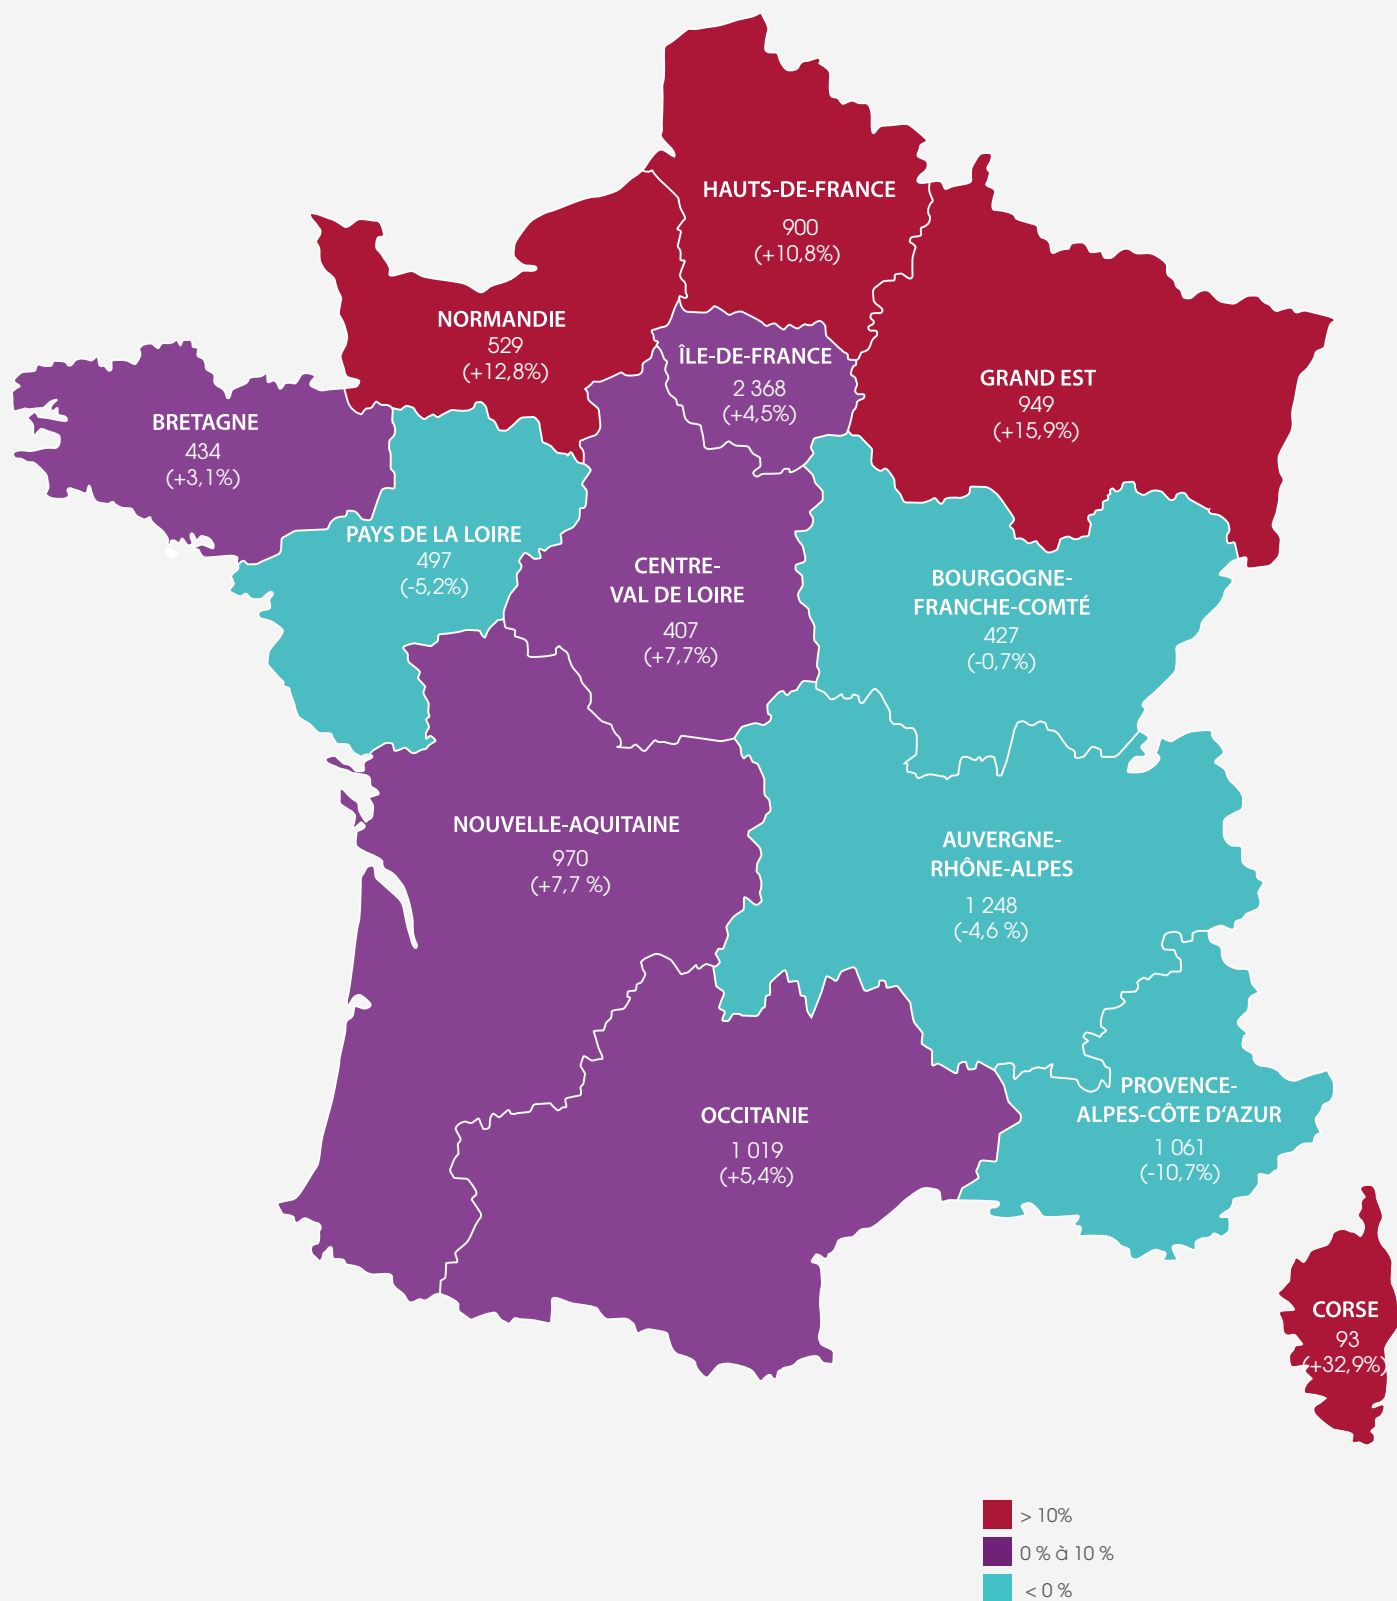 HAUTS-DE-FRANCE
900
(+10,8%)
NORMANDIE
529
(+12,8%)
ÎLE-DE-FRANCE
2 368
(+4,5%)
GRAND EST
949
(+15,9%)
BRETAGNE
434
(+3,1%)
PAYS DE LA LOIRE
497
(-5,2%)
CENTRE-
VAL DE LOIRE
407
(+7,7%)
BOURGOGNE-
FRANCHE-COMTÉ
427
(-0,7%)
NOUVELLE-AQUITAINE
970
(+7,7 %)
AUVERGNE-
RHÔNE-ALPES
1 248
(-4,6 %)
OCCITANIE
1 019
(+5,4%)
PROVENCE-
ALPES-CÔTE D'AZUR
1 061
(-10,7%)
CORSE
93
(+32,9%)
> 10%
0 % à 10 %
< 0 %